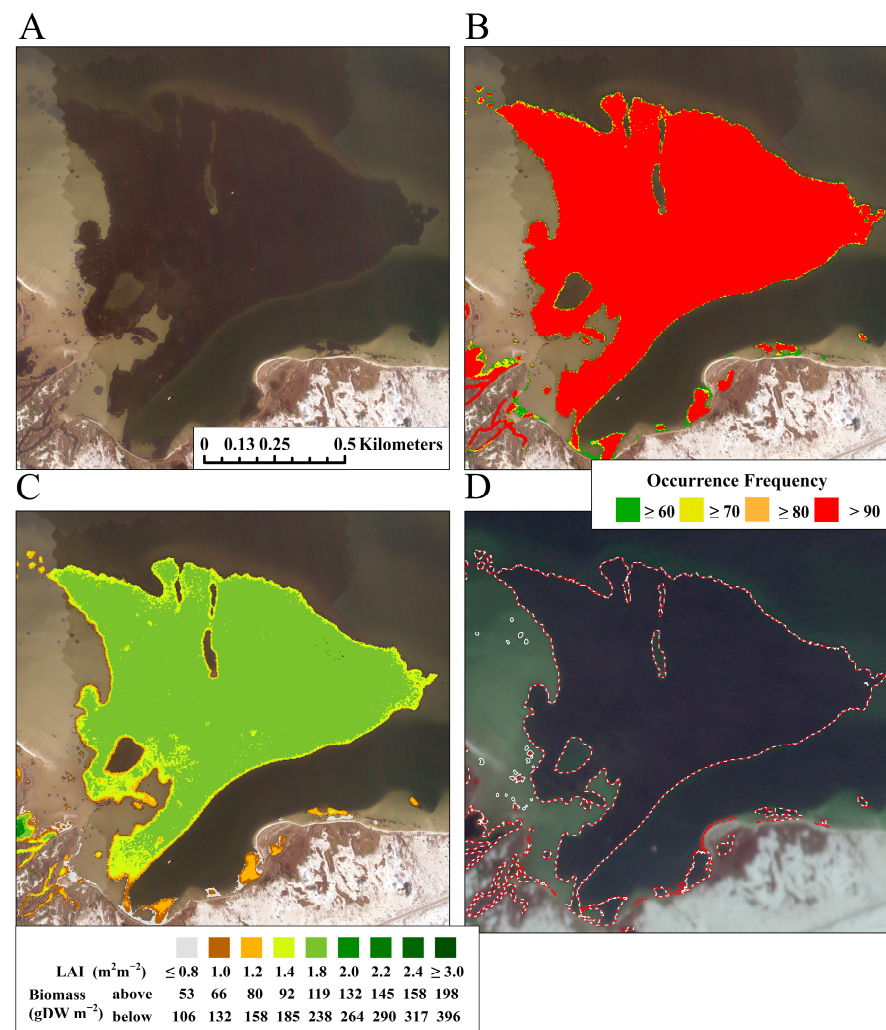 A
B
0 0.13 0.25 0.5 Kilometers
Occurrence Frequency
≥ 60 ≥ 70 ≥ 80 > 90
C
D
LAI (m²m⁻²) ≤ 0.8 1.0 1.2 1.4 1.8 2.0 2.2 2.4 ≥ 3.0
Biomass above 53 66 80 92 119 132 145 158 198
(gDW m⁻²) below 106 132 158 185 238 264 290 317 396